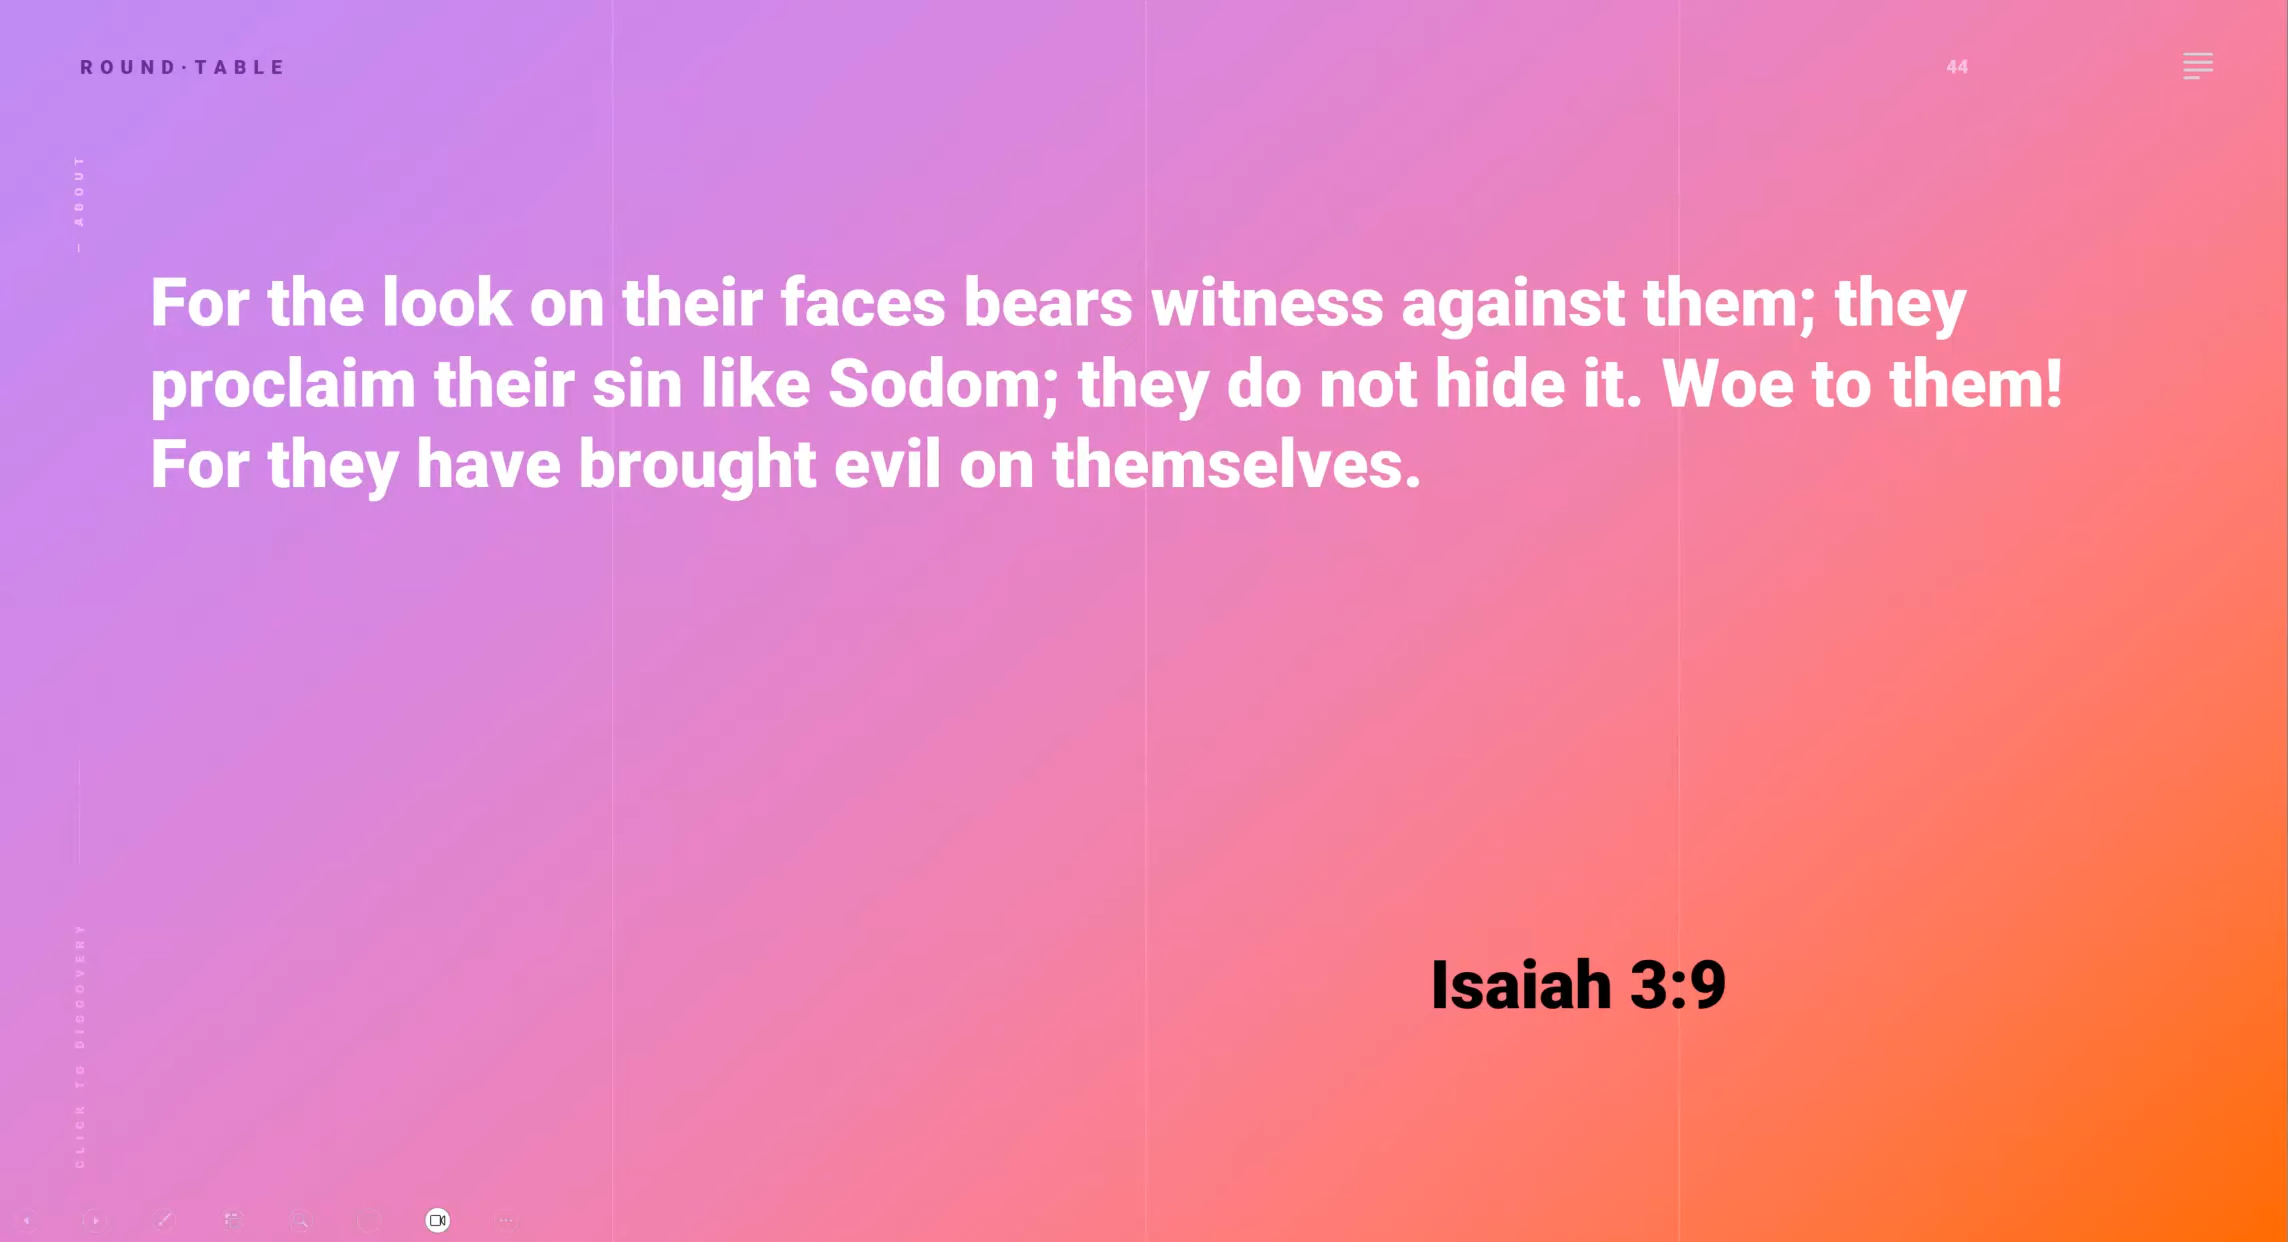 ROUND·TABLE
44
— ABOUT
For the look on their faces bears witness against them; they
proclaim their sin like Sodom; they do not hide it. Woe to them!
For they have brought evil on themselves.
Isaiah 3:9
CLICK TO DISCOVERY